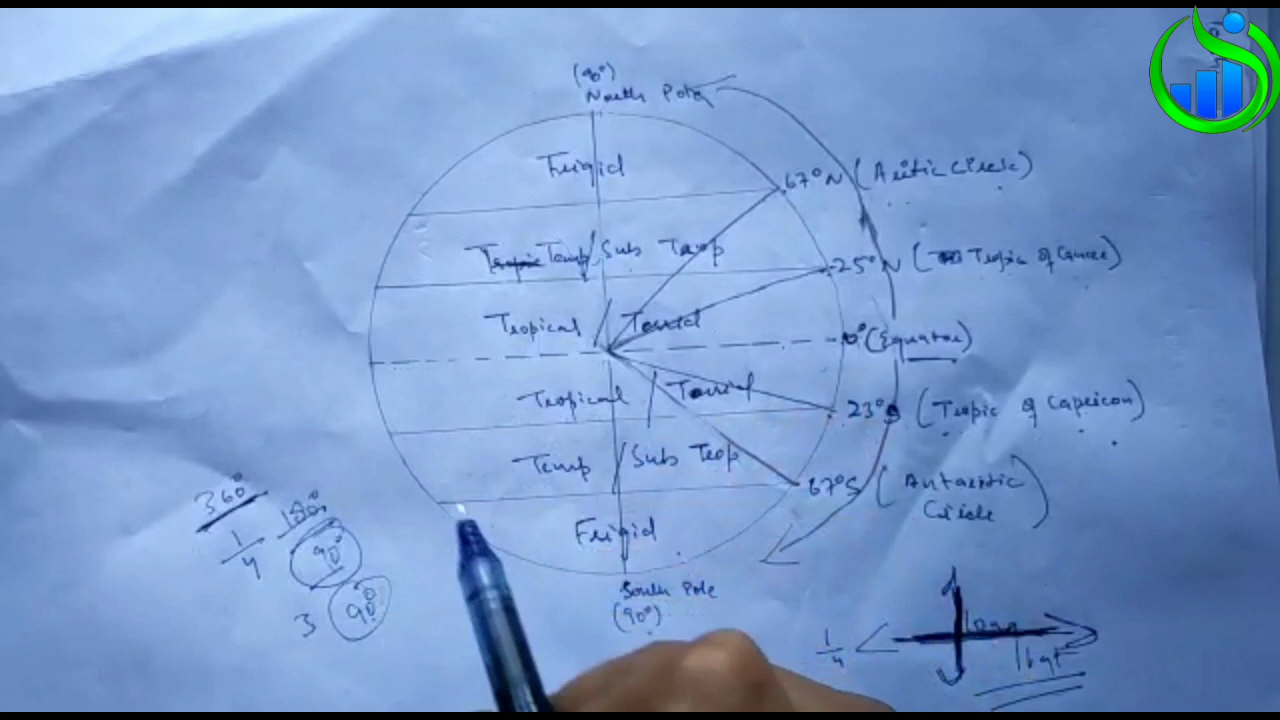 (90°)
North Pole
Frigid
67°N (Arctic Circle)
Temp / Sub Temp
25° N ( Tropic of Cancer)
Tropical / Torrid
0° (Equator)
Tropical / Torrid
23°S (Tropic of Capricon)
Temp / Sub Trop
67°S ( Antarctic
Circle )
Frigid
South Pole
(90°)
360°
180°
1/4
90°
3 90°
1/4